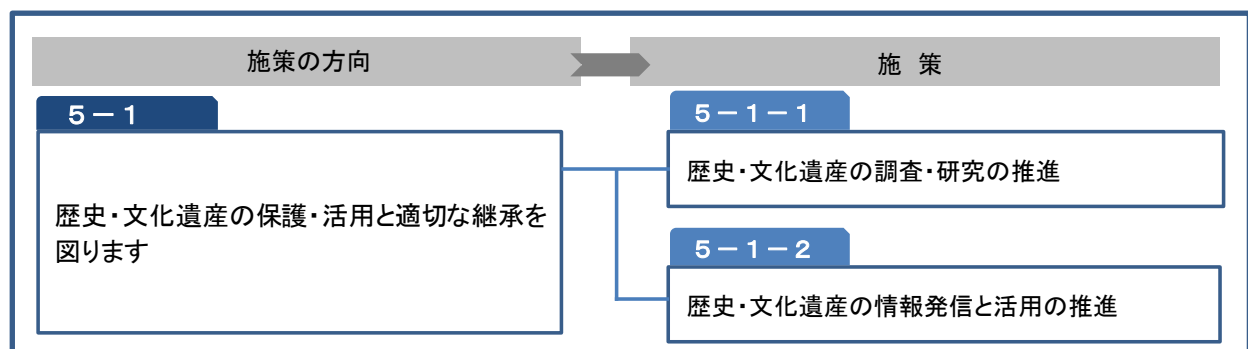 施策の方向
施 策
5－1
歴史・文化遺産の保護・活用と適切な継承を
図ります
5－1－1
歴史・文化遺産の調査・研究の推進
5－1－2
歴史・文化遺産の情報発信と活用の推進